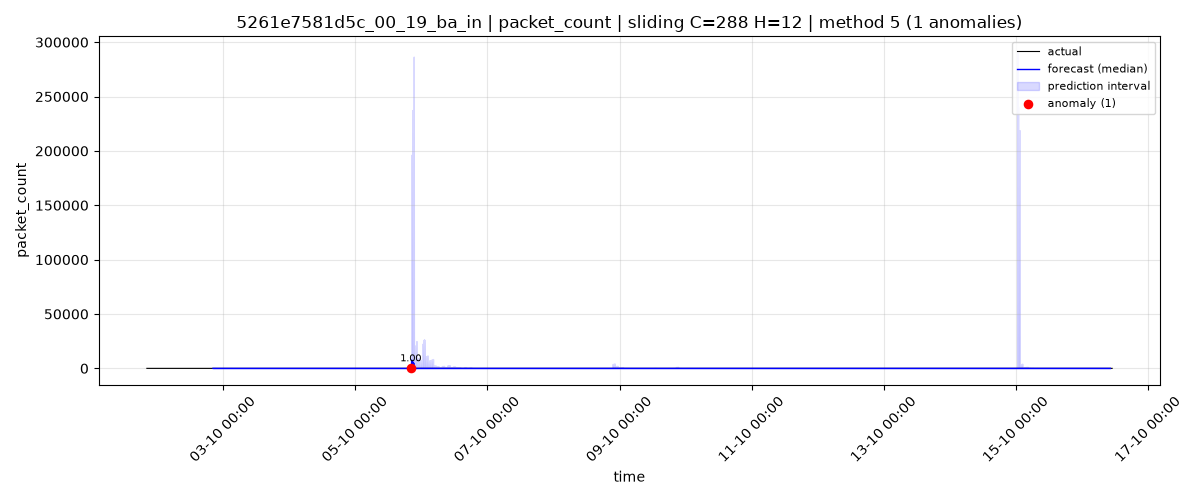 5261e7581d5c_00_19_ba_in | packet_count | sliding C=288 H=12 | method 5 (1 anomalies)
300000
250000
200000
150000
100000
50000
0
packet_count
actual
forecast (median)
prediction interval
anomaly (1)
1.00
03-10 00:00
05-10 00:00
07-10 00:00
09-10 00:00
11-10 00:00
13-10 00:00
15-10 00:00
17-10 00:00
time